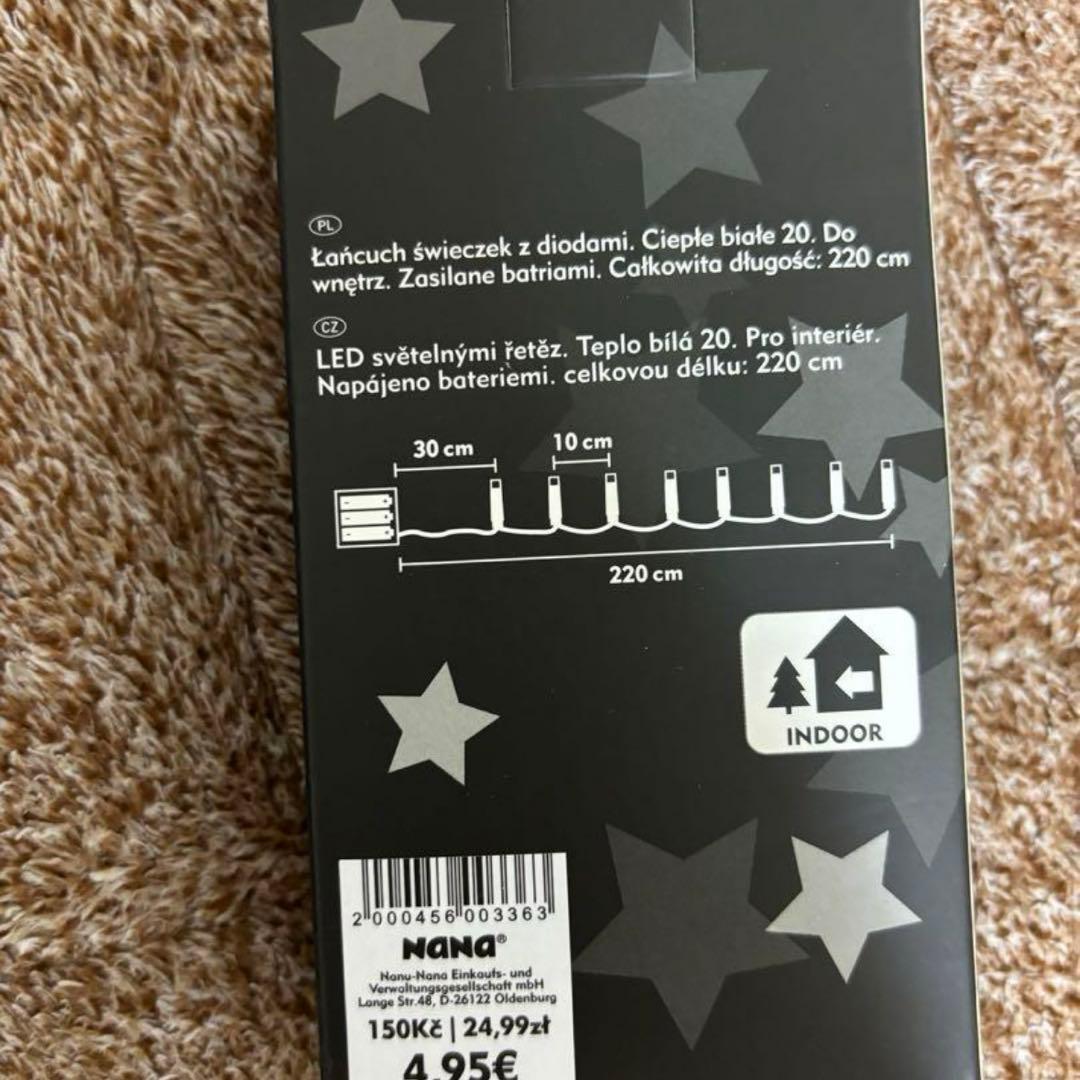 PL
Łańcuch świeczek z diodami. Ciepłe białe 20. Do
wnętrz. Zasilane batriami. Całkowita długość: 220 cm
CZ
LED světelnými řetěz. Teplo bílá 20. Pro interiér.
Napájeno bateriemi. celkovou délku: 220 cm
30 cm
10 cm
220 cm
INDOOR
2 000456 003363
NaNa®
Nanu-Nana Einkaufs- und
Verwaltungsgesellschaft mbH
Lange Str.48, D-26122 Oldenburg
150Kč | 24,99zł
4,95€